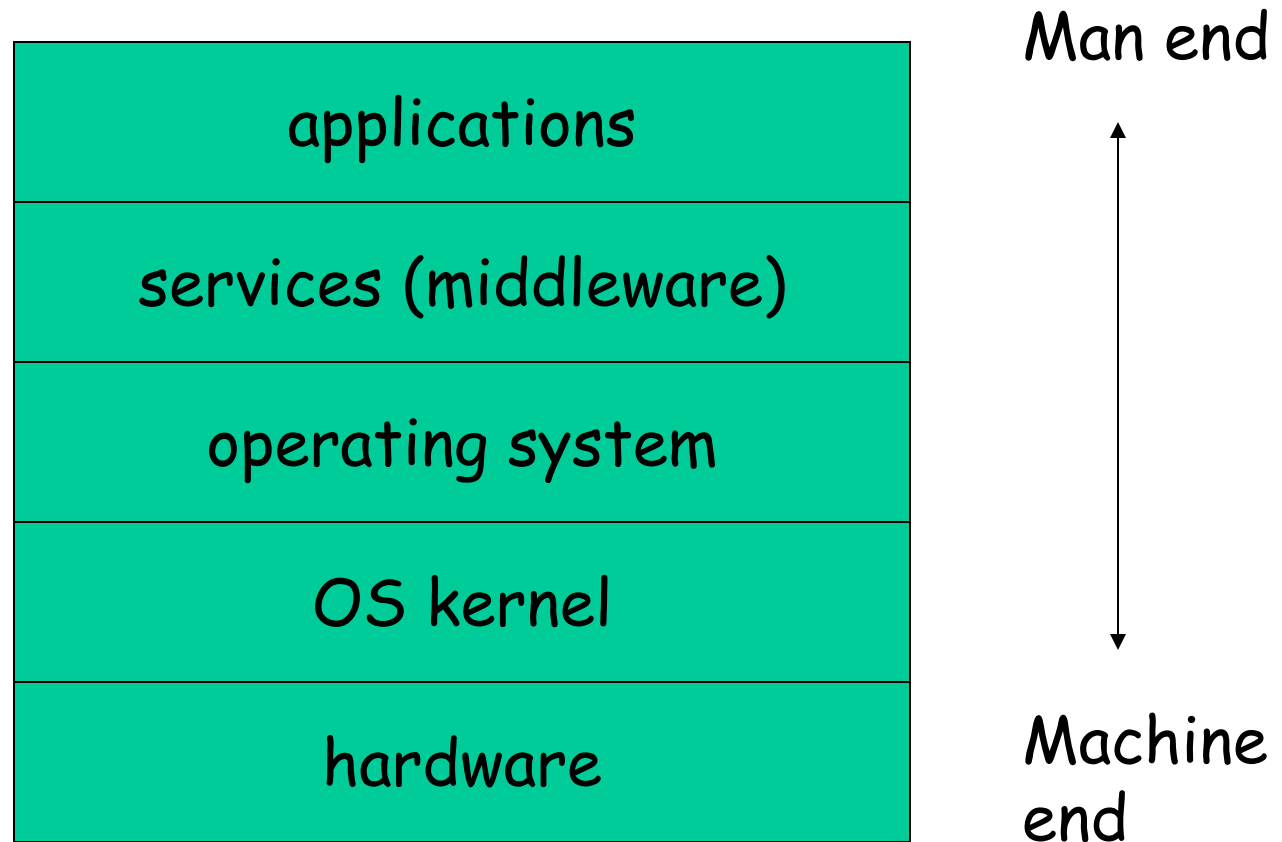 Man end
applications
services (middleware)
operating system
OS kernel
hardware
Machine
end